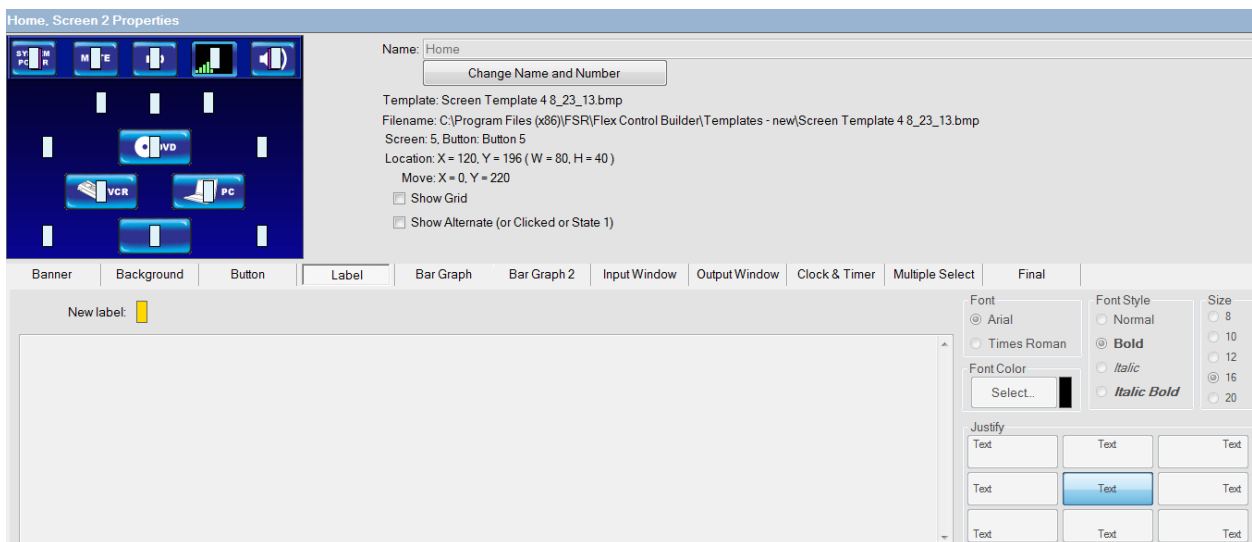 Home, Screen 2 Properties
Name: Home
Change Name and Number
Template: Screen Template 4 8_23_13.bmp
Filename: C:\Program Files (x86)\FSR\Flex Control Builder\Templates - new\Screen Template 4 8_23_13.bmp
Screen: 5, Button: Button 5
Location: X = 120, Y = 196 ( W = 80, H = 40 )
Move: X = 0, Y = 220
Show Grid
Show Alternate (or Clicked or State 1)
VCR
PC
Banner Background Button Label Bar Graph Bar Graph 2 Input Window Output Window Clock & Timer Multiple Select Final
New label:
Font
Arial
Times Roman
Font Color
Select...
Font Style
Normal
Bold
Italic
Italic Bold
Size
8
10
12
16
20
Justify
Text Text Text
Text Text Text
Text Text Text